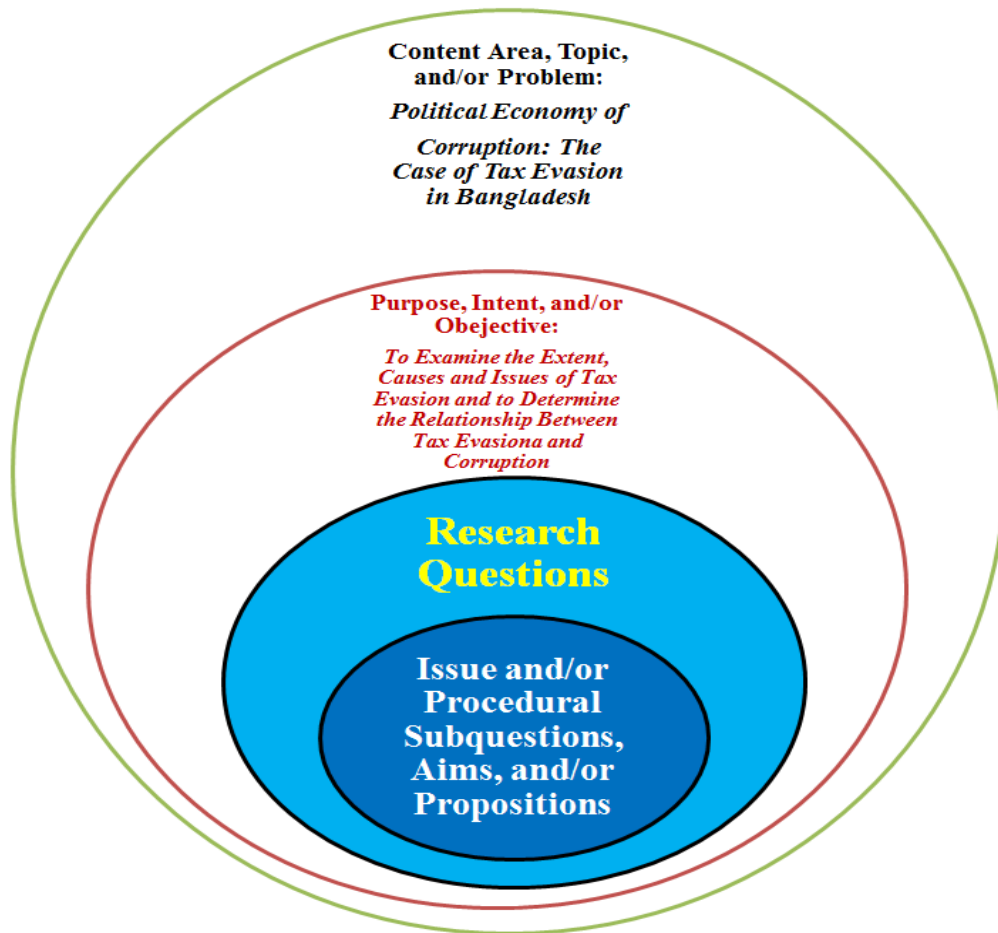 Content Area, Topic,
and/or Problem:
Political Economy of
Corruption: The
Case of Tax Evasion
in Bangladesh
Purpose, Intent, and/or
Obejective:
To Examine the Extent,
Causes and Issues of Tax
Evasion and to Determine
the Relationship Between
Tax Evasiona and
Corruption
Research
Questions
Issue and/or
Procedural
Subquestions,
Aims, and/or
Propositions